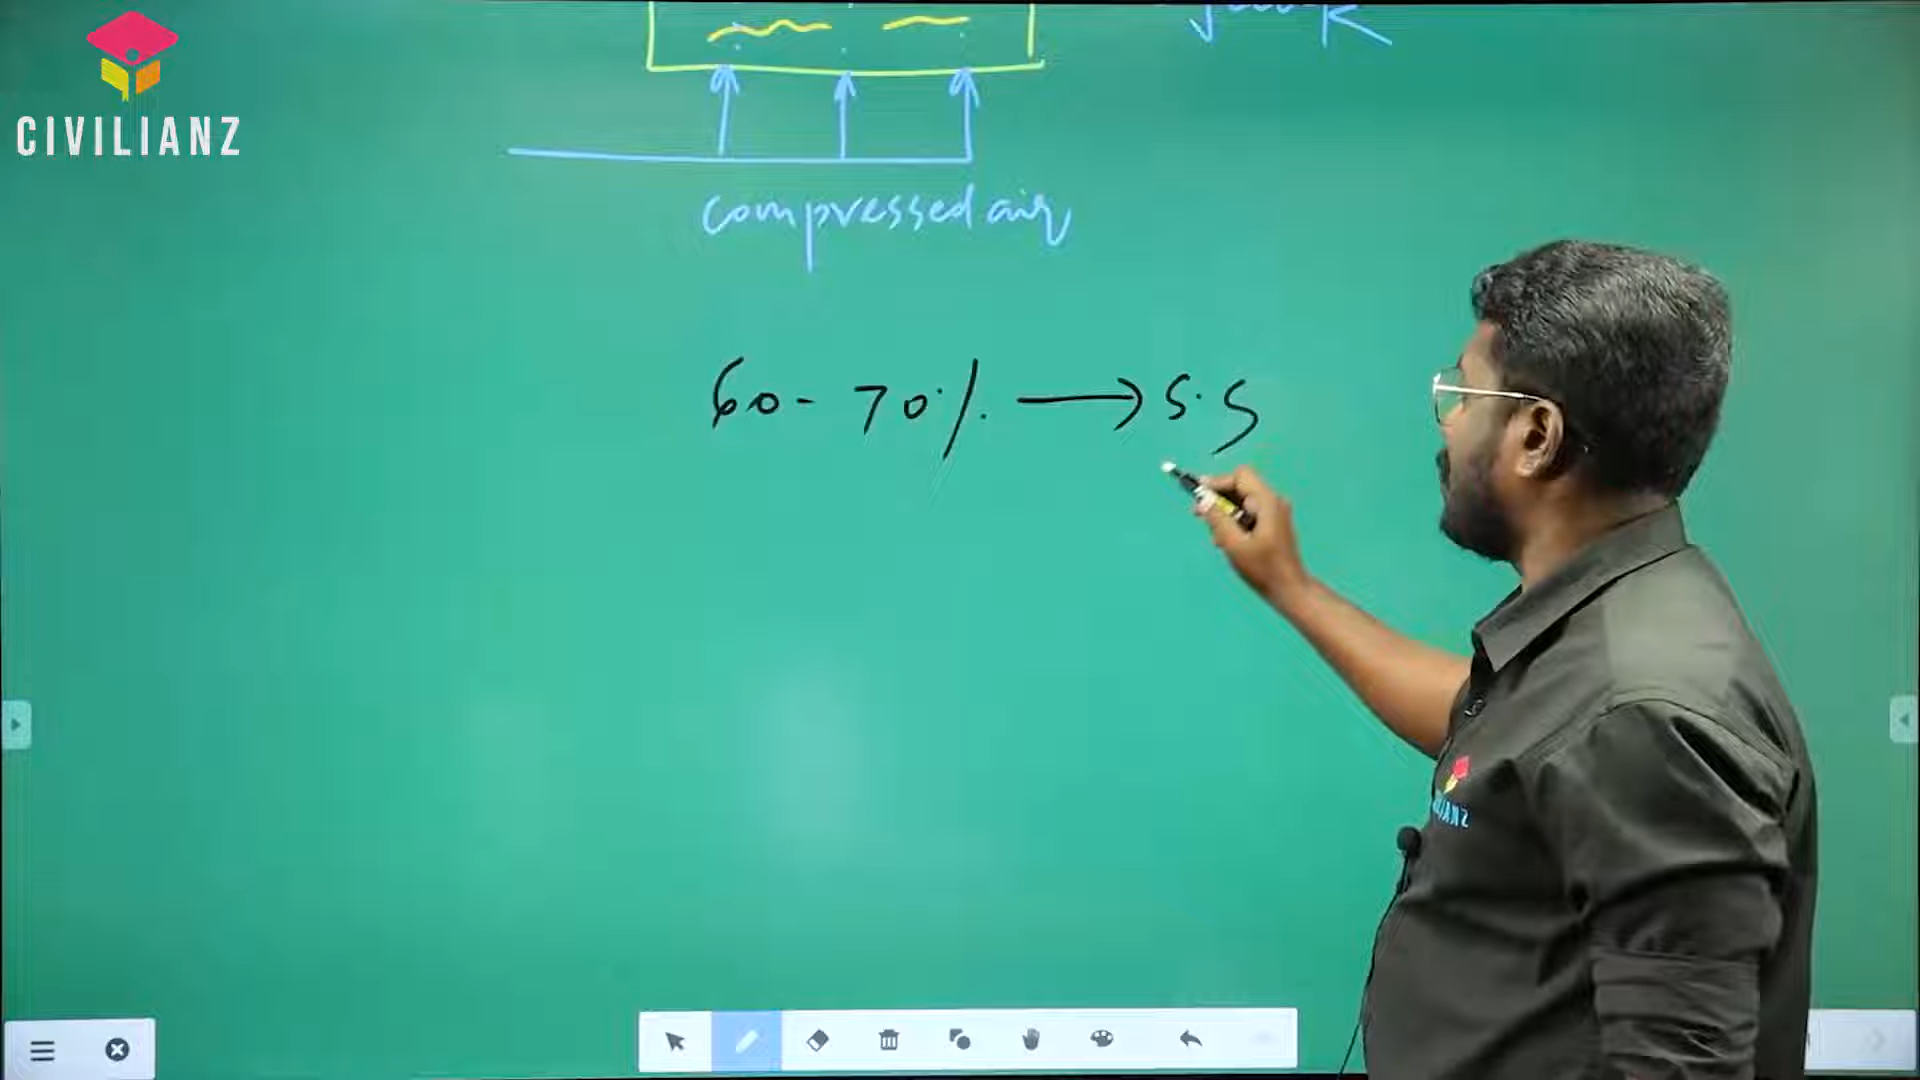 CIVILIANZ
compressed air
60 - 70% → S.S